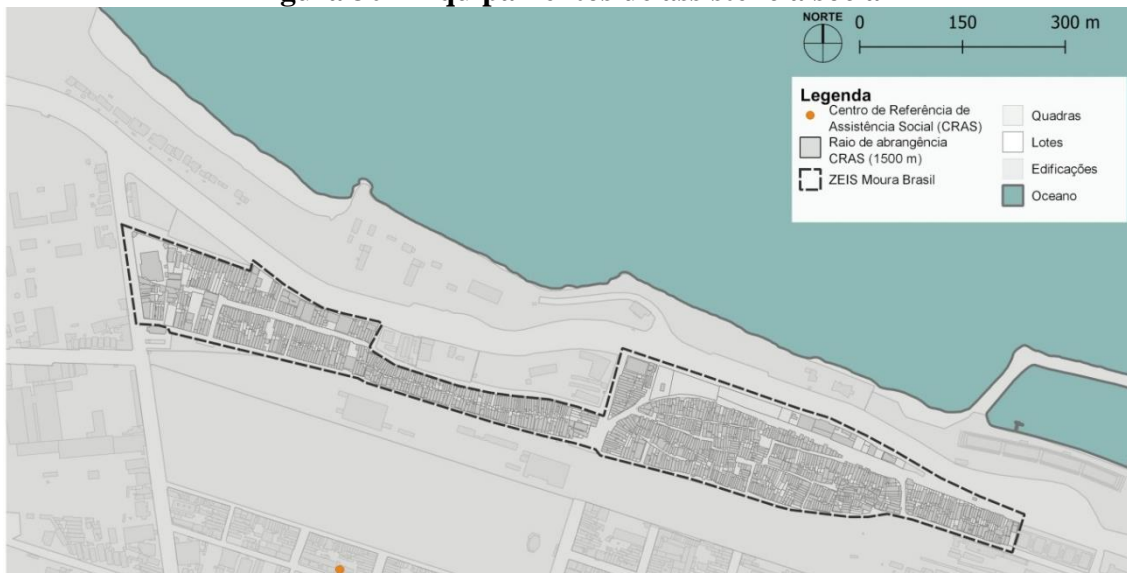 NORTE
0 150 300 m
Legenda
Centro de Referência de
Assistência Social (CRAS)
Raio de abrangência
CRAS (1500 m)
ZEIS Moura Brasil
Quadras
Lotes
Edificações
Oceano